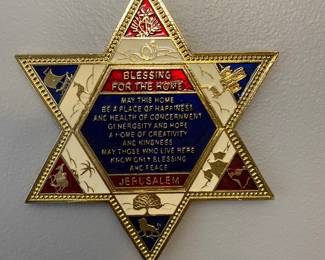 BLESSING
FOR THE HOME
MAY THIS HOME
BE A PLACE OF HAPPINESS
AND HEALTH OF CONCERNMENT
GENEROSITY AND HOPE
A HOME OF CREATIVITY
AND KINDNESS
MAY THOSE WHO LIVE HERE
KNOW ONLY BLESSING
AND PEACE
JERUSALEM